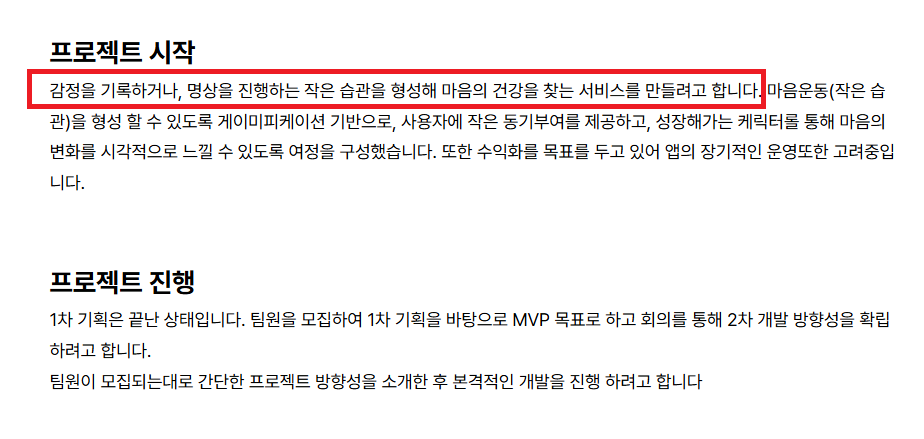 프로젝트 시작
감정을 기록하거나, 명상을 진행하는 작은 습관을 형성해 마음의 건강을 찾는 서비스를 만들려고 합니다. 마음운동(작은 습
관)을 형성 할 수 있도록 게이미피케이션 기반으로, 사용자에 작은 동기부여를 제공하고, 성장해가는 케릭터롤 통해 마음의
변화를 시각적으로 느낄 수 있도록 여정을 구성했습니다. 또한 수익화를 목표를 두고 있어 앱의 장기적인 운영또한 고려중입
니다.
프로젝트 진행
1차 기획은 끝난 상태입니다. 팀원을 모집하여 1차 기획을 바탕으로 MVP 목표로 하고 회의를 통해 2차 개발 방향성을 확립
하려고 합니다.
팀원이 모집되는대로 간단한 프로젝트 방향성을 소개한 후 본격적인 개발을 진행 하려고 합니다